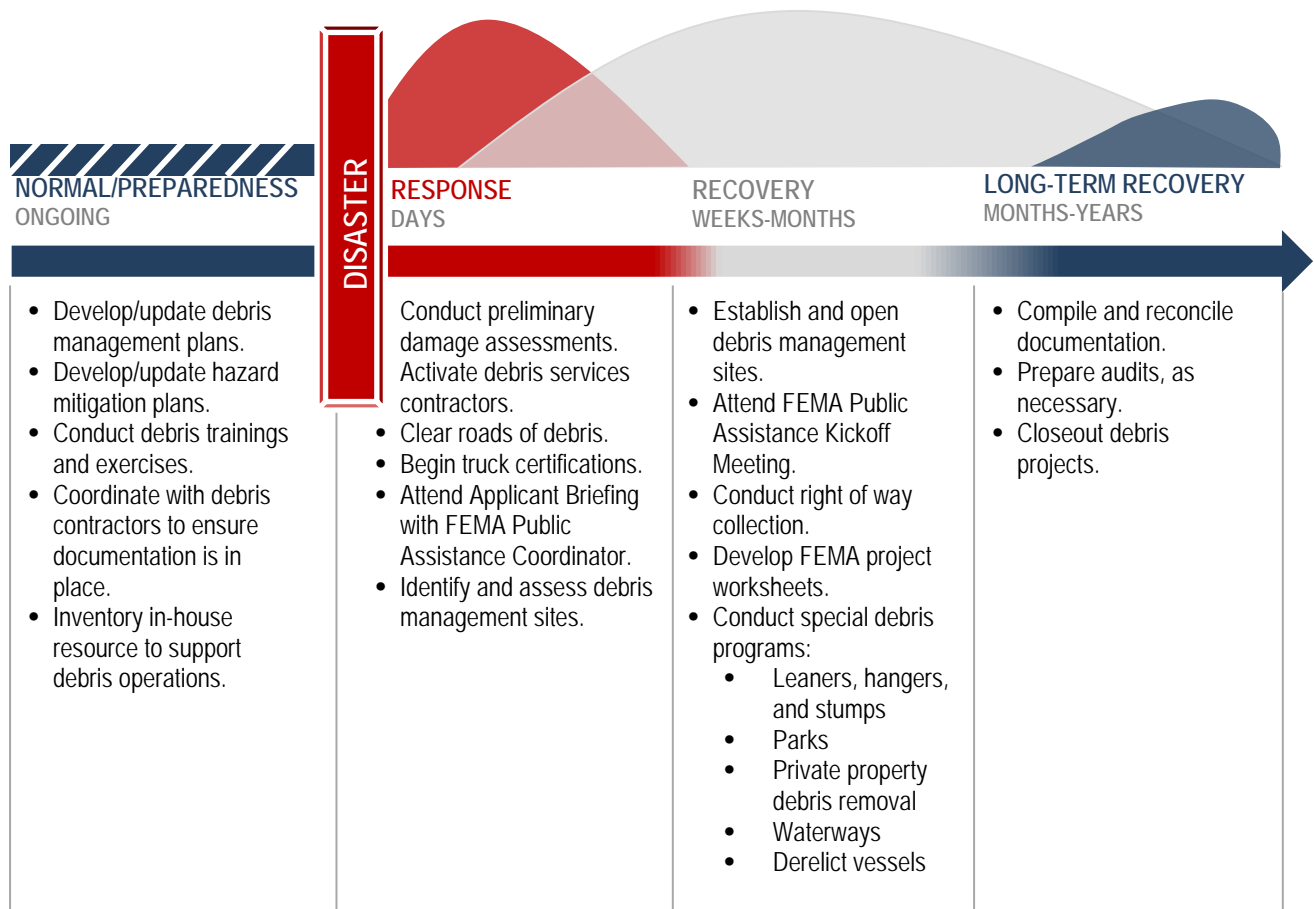 NORMAL/PREPAREDNESS
ONGOING
• Develop/update debris
management plans.
• Develop/update hazard
mitigation plans.
• Conduct debris trainings
and exercises.
• Coordinate with debris
contractors to ensure
documentation is in
place.
• Inventory in-house
resource to support
debris operations.
DISASTER
RESPONSE
DAYS
Conduct preliminary
damage assessments.
Activate debris services
contractors.
• Clear roads of debris.
• Begin truck certifications.
• Attend Applicant Briefing
with FEMA Public
Assistance Coordinator.
• Identify and assess debris
management sites.
RECOVERY
WEEKS-MONTHS
• Establish and open
debris management
sites.
• Attend FEMA Public
Assistance Kickoff
Meeting.
• Conduct right of way
collection.
• Develop FEMA project
worksheets.
• Conduct special debris
programs:
• Leaners, hangers,
and stumps
• Parks
• Private property
debris removal
• Waterways
• Derelict vessels
LONG-TERM RECOVERY
MONTHS-YEARS
• Compile and reconcile
documentation.
• Prepare audits, as
necessary.
• Closeout debris
projects.